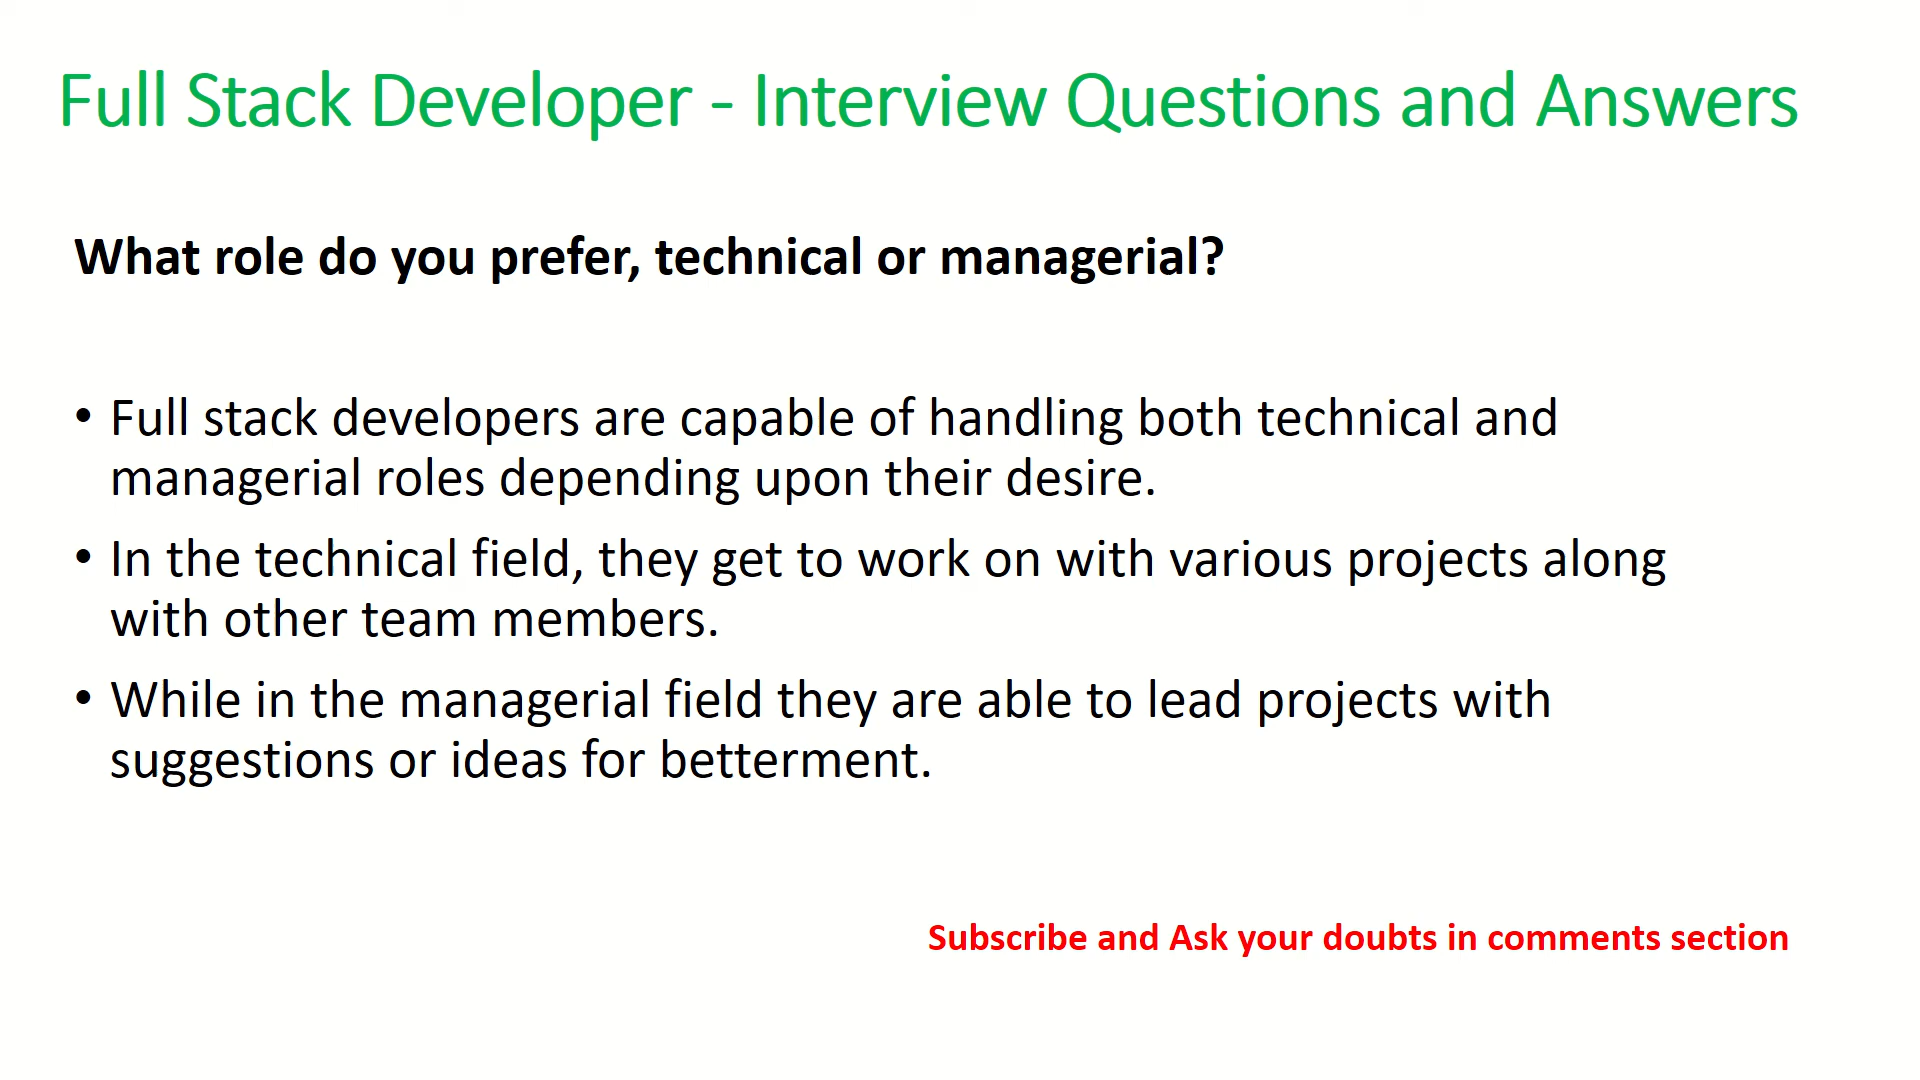 Full Stack Developer - Interview Questions and Answers
What role do you prefer, technical or managerial?
• Full stack developers are capable of handling both technical and
managerial roles depending upon their desire.
• In the technical field, they get to work on with various projects along
with other team members.
• While in the managerial field they are able to lead projects with
suggestions or ideas for betterment.
Subscribe and Ask your doubts in comments section